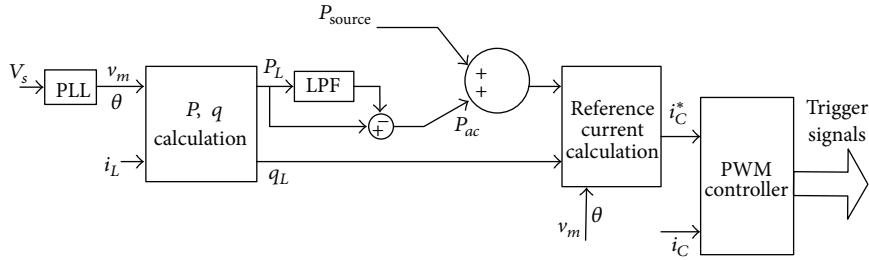 P_source
V_s
PLL
v_m
θ
P, q
calculation
i_L
P_L
LPF
−
+
P_ac
q_L
+
+
Reference
current
calculation
v_m
θ
i_C^*
i_C
PWM
controller
Trigger
signals